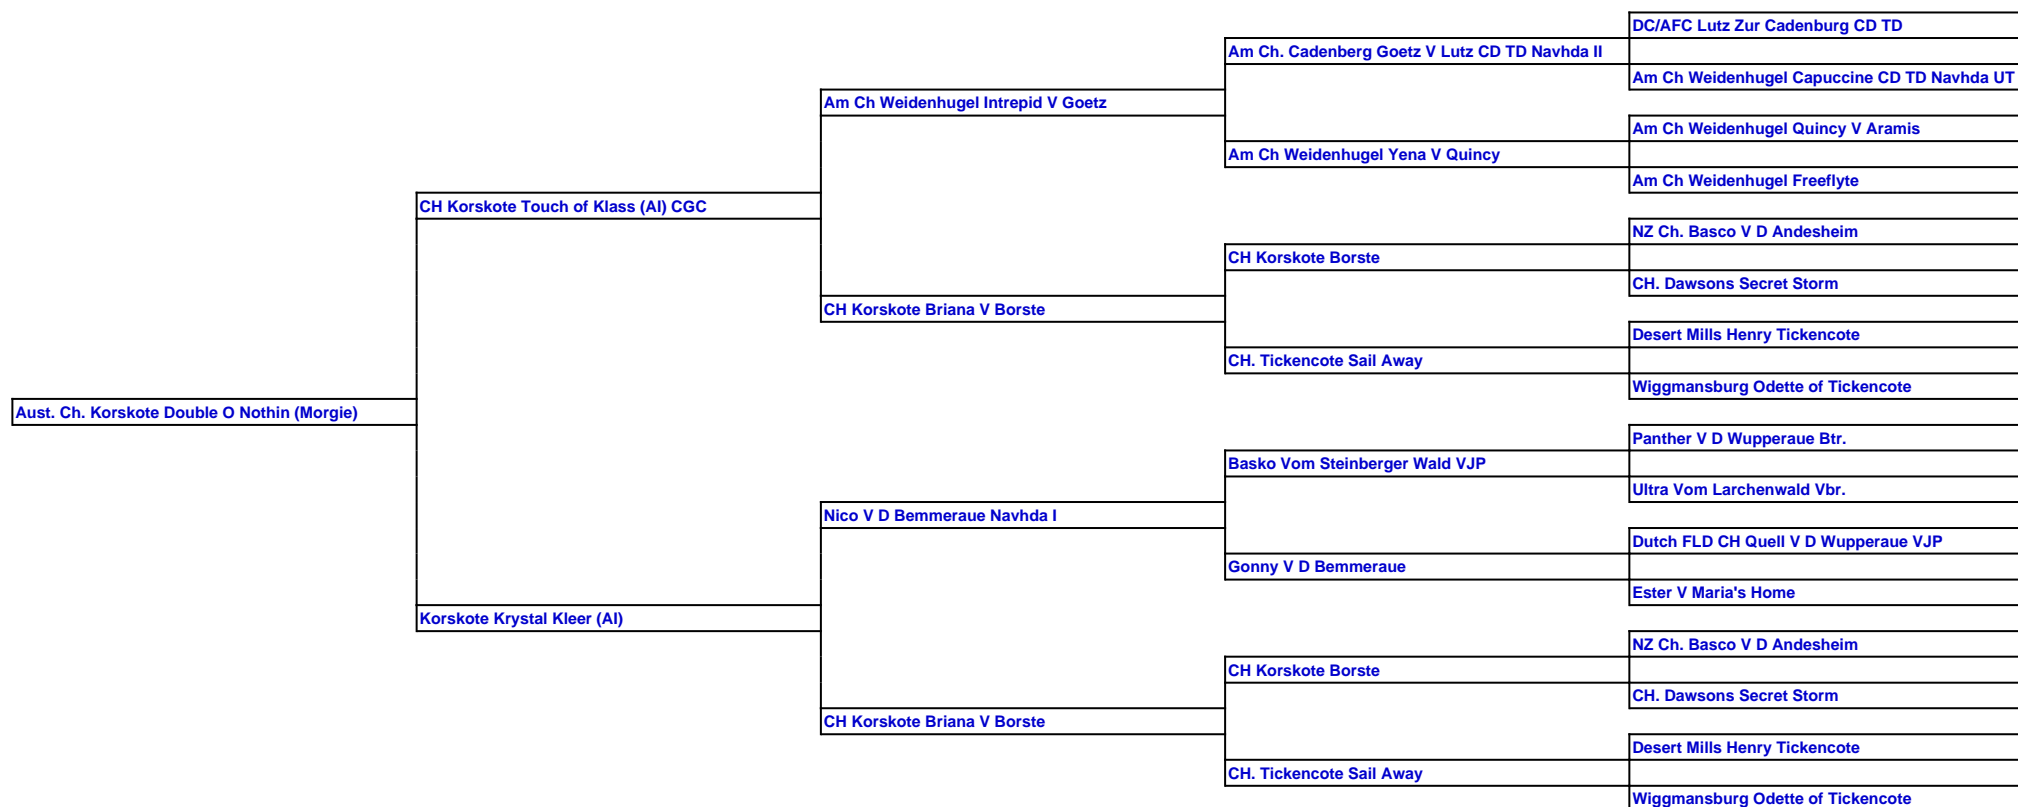 DC/AFC Lutz Zur Cadenburg CD TD
Am Ch. Cadenberg Goetz V Lutz CD TD Navhda II
Am Ch Weidenhugel Capuccine CD TD Navhda UT
Am Ch Weidenhugel Intrepid V Goetz
Am Ch Weidenhugel Quincy V Aramis
Am Ch Weidenhugel Yena V Quincy
Am Ch Weidenhugel Freeflyte
CH Korskote Touch of Klass (AI) CGC
NZ Ch. Basco V D Andesheim
CH Korskote Borste
CH. Dawsons Secret Storm
CH Korskote Briana V Borste
Desert Mills Henry Tickencote
CH. Tickencote Sail Away
Wiggmansburg Odette of Tickencote
Aust. Ch. Korskote Double O Nothin (Morgie)
Panther V D Wupperaue Btr.
Basko Vom Steinberger Wald VJP
Ultra Vom Larchenwald Vbr.
Nico V D Bemmeraue Navhda I
Dutch FLD CH Quell V D Wupperaue VJP
Gonny V D Bemmeraue
Ester V Maria's Home
Korskote Krystal Kleer (AI)
NZ Ch. Basco V D Andesheim
CH Korskote Borste
CH. Dawsons Secret Storm
CH Korskote Briana V Borste
Desert Mills Henry Tickencote
CH. Tickencote Sail Away
Wiggmansburg Odette of Tickencote